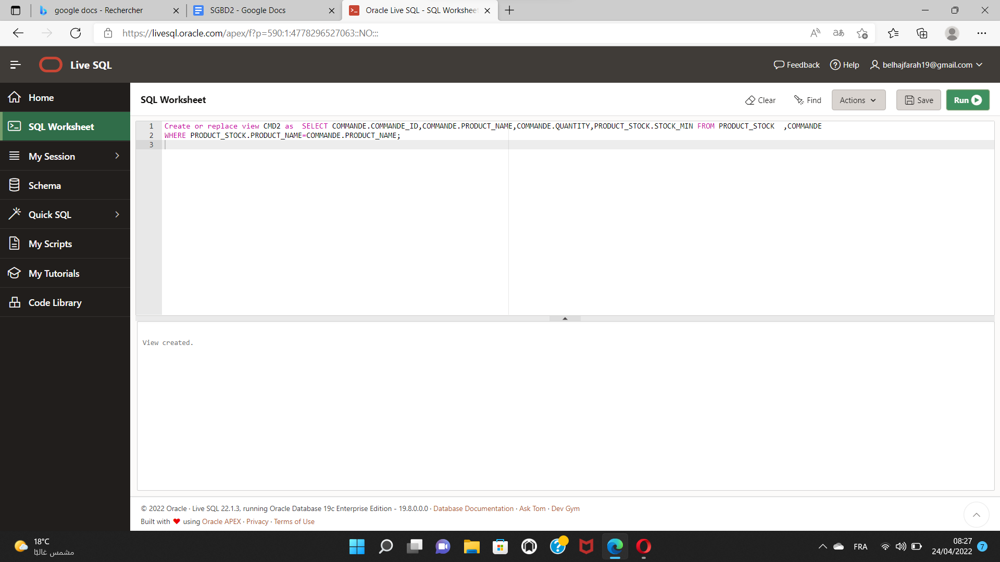 google docs - Rechercher
SGBD2 - Google Docs
Oracle Live SQL - SQL Workshee
https://livesql.oracle.com/apex/f?p=590:1:4778296527063::NO:::
Live SQL
Feedback
Help
belhajfarah19@gmail.com
Home
SQL Worksheet
My Session
Schema
Quick SQL
My Scripts
My Tutorials
Code Library
SQL Worksheet
Clear
Find
Actions
Save
Run
1 Create or replace view CMD2 as  SELECT COMMANDE.COMMANDE_ID,COMMANDE.PRODUCT_NAME,COMMANDE.QUANTITY,PRODUCT_STOCK.STOCK_MIN FROM PRODUCT_STOCK  ,COMMANDE
2 WHERE PRODUCT_STOCK.PRODUCT_NAME=COMMANDE.PRODUCT_NAME;
3
View created.
© 2022 Oracle · Live SQL 22.1.3, running Oracle Database 19c Enterprise Edition - 19.8.0.0.0 · Database Documentation · Ask Tom · Dev Gym
Built with ❤ using Oracle APEX · Privacy · Terms of Use
18°C
مشمس غالبًا
FRA
08:27
24/04/2022
7